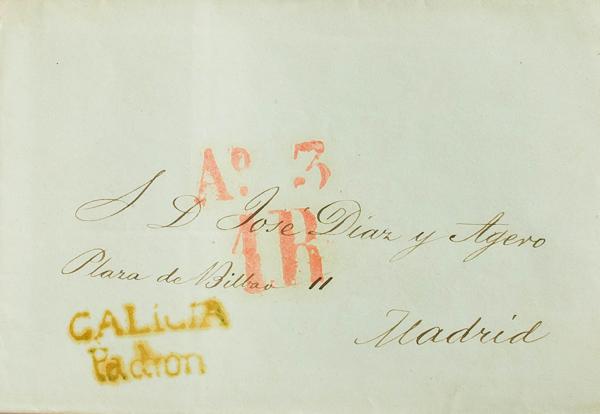 Aº 3
S D José Diaz y Agero
1R
Plaza de Bilbao 11
GALICIA
Padron
Madrid